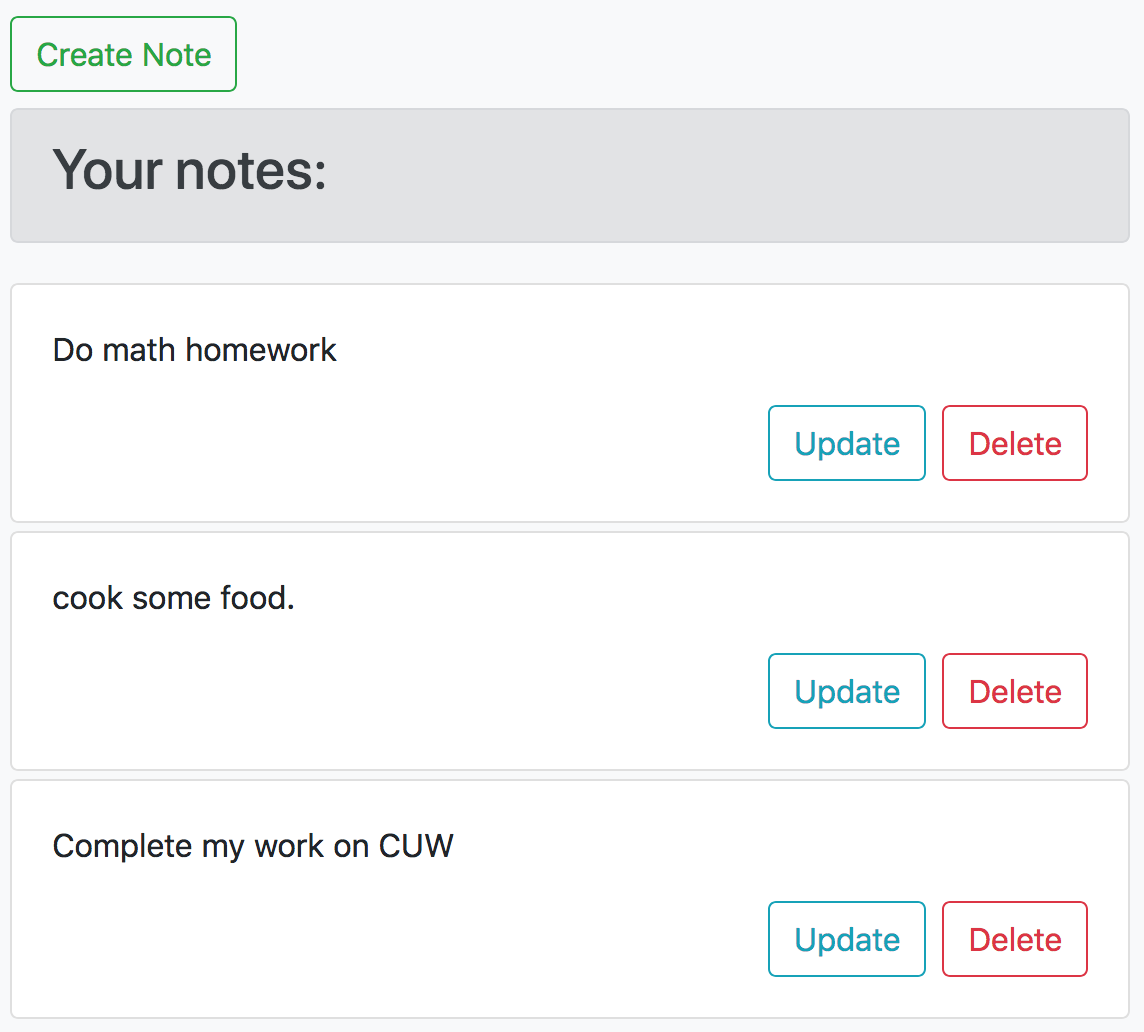 Create Note
Your notes:
Do math homework
Update Delete
cook some food.
Update Delete
Complete my work on CUW
Update Delete